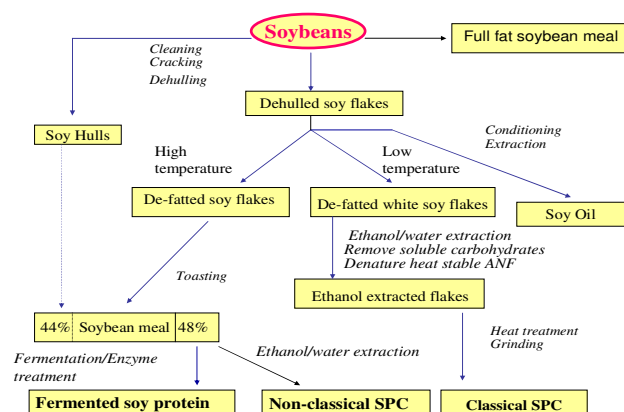 Soybeans
Full fat soybean meal
Cleaning
Cracking
Dehulling
Dehulled soy flakes
Soy Hulls
Conditioning
Extraction
High
temperature
Low
temperature
De-fatted soy flakes
De-fatted white soy flakes
Soy Oil
Ethanol/water extraction
Remove soluble carbohydrates
Denature heat stable ANF
Toasting
Ethanol extracted flakes
44% Soybean meal 48%
Heat treatment
Grinding
Fermentation/Enzyme
treatment
Ethanol/water extraction
Fermented soy protein
Non-classical SPC
Classical SPC